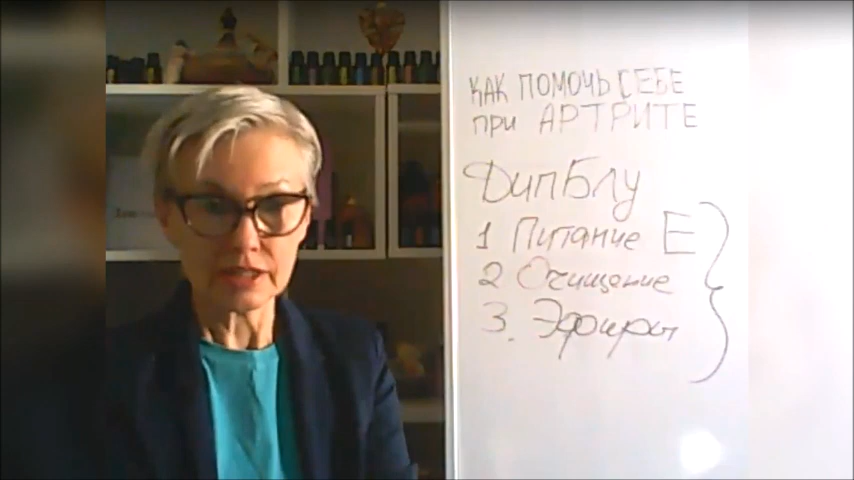 КАК ПОМОЧЬ СЕБЕ
при АРТРИТЕ
ДипБлу
1 Питание Е
2 Очищение
3. Эфиры